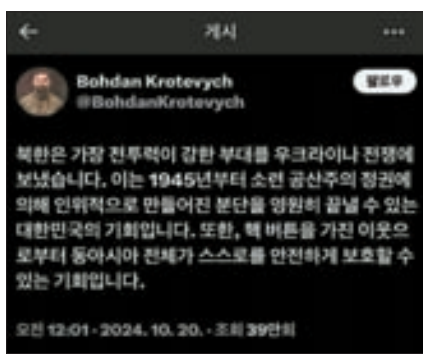 게시
Bohdan Krotevych
@BohdanKrotevych
팔로우
북한은 가장 전투력이 강한 부대를 우크라이나 전쟁에
보냈습니다. 이는 1945년부터 소련 공산주의 정권에
의해 인위적으로 만들어진 분단을 영원히 끝낼 수 있는
대한민국의 기회입니다. 또한, 핵 버튼을 가진 이웃으
로부터 동아시아 전체가 스스로를 안전하게 보호할 수
있는 기회입니다.
오전 12:01 · 2024. 10. 20. · 조회 39만회